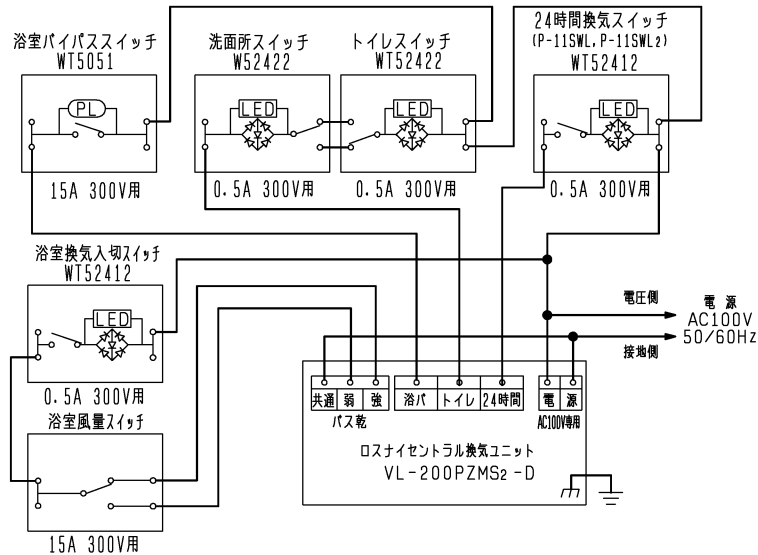 浴室バイパススイッチ
WT5051
PL
15A 300V用
洗面所スイッチ
W52422
LED
0.5A 300V用
トイレスイッチ
WT52422
LED
0.5A 300V用
24時間換気スイッチ
(P-11SWL,P-11SWL2)
WT52412
LED
0.5A 300V用
浴室換気入切スイッチ
WT52412
LED
0.5A 300V用
浴室風量スイッチ
15A 300V用
電圧側
電 源
AC100V
50/60Hz
接地側
共通 弱 強
バス乾
浴バ トイレ 24時間
電 源
AC100V専用
ロスナイセントラル換気ユニット
VL-200PZMS2-D